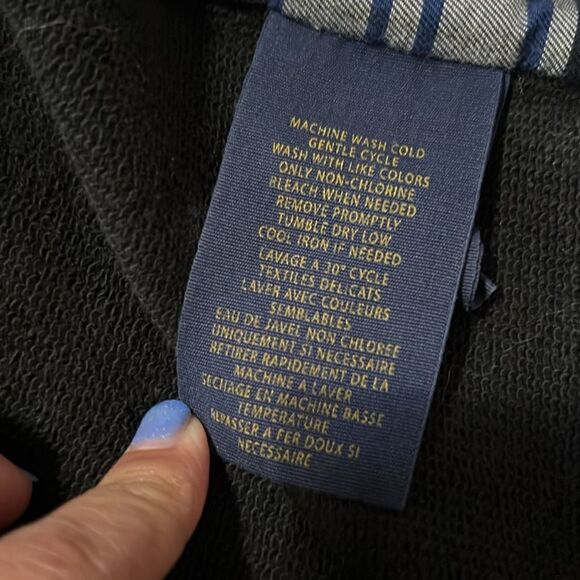 MACHINE WASH COLD
GENTLE CYCLE
WASH WITH LIKE COLORS
ONLY NON-CHLORINE
BLEACH WHEN NEEDED
REMOVE PROMPTLY
TUMBLE DRY LOW
COOL IRON IF NEEDED
LAVAGE A 30° CYCLE
TEXTILES DELICATS
LAVER AVEC COULEURS
SEMBLABLES
EAU DE JAVEL NON CHLOREE
UNIQUEMENT SI NECESSAIRE
RETIRER RAPIDEMENT DE LA
MACHINE A LAVER
SECHAGE EN MACHINE BASSE
TEMPERATURE
REPASSER A FER DOUX SI
NECESSAIRE